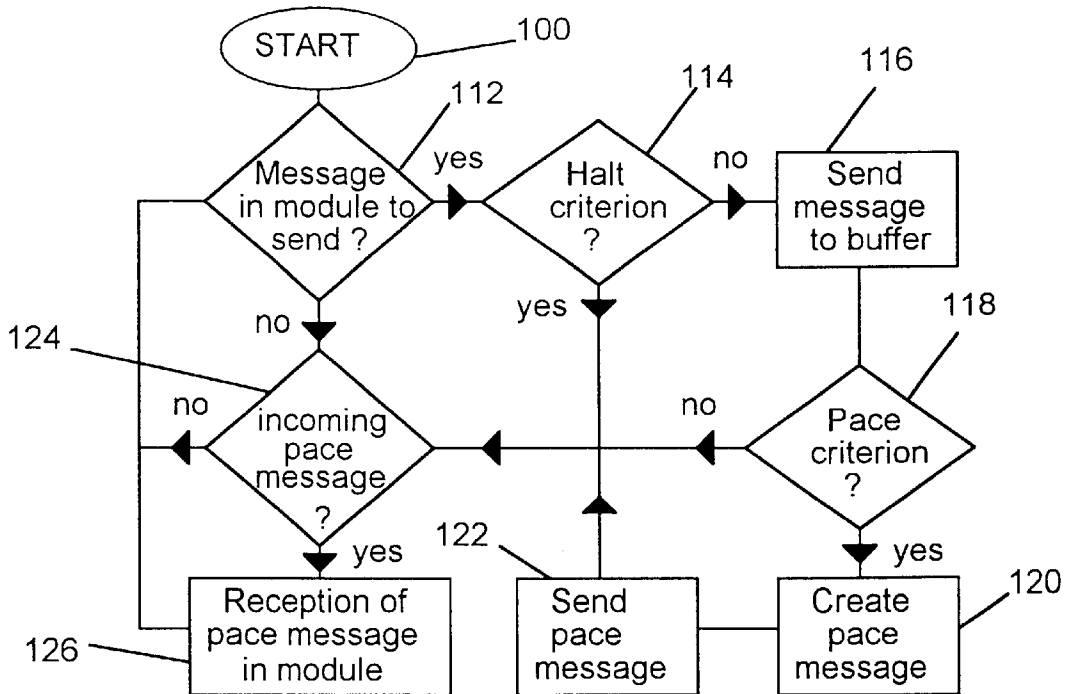 START
100
112
114
116
Message
in module to
send ?
yes
Halt
criterion
?
no
Send
message
to buffer
no
yes
124
118
no
incoming
pace
message
?
no
Pace
criterion
?
yes
122
yes
Reception of
pace message
in module
Send
pace
message
Create
pace
message
120
126